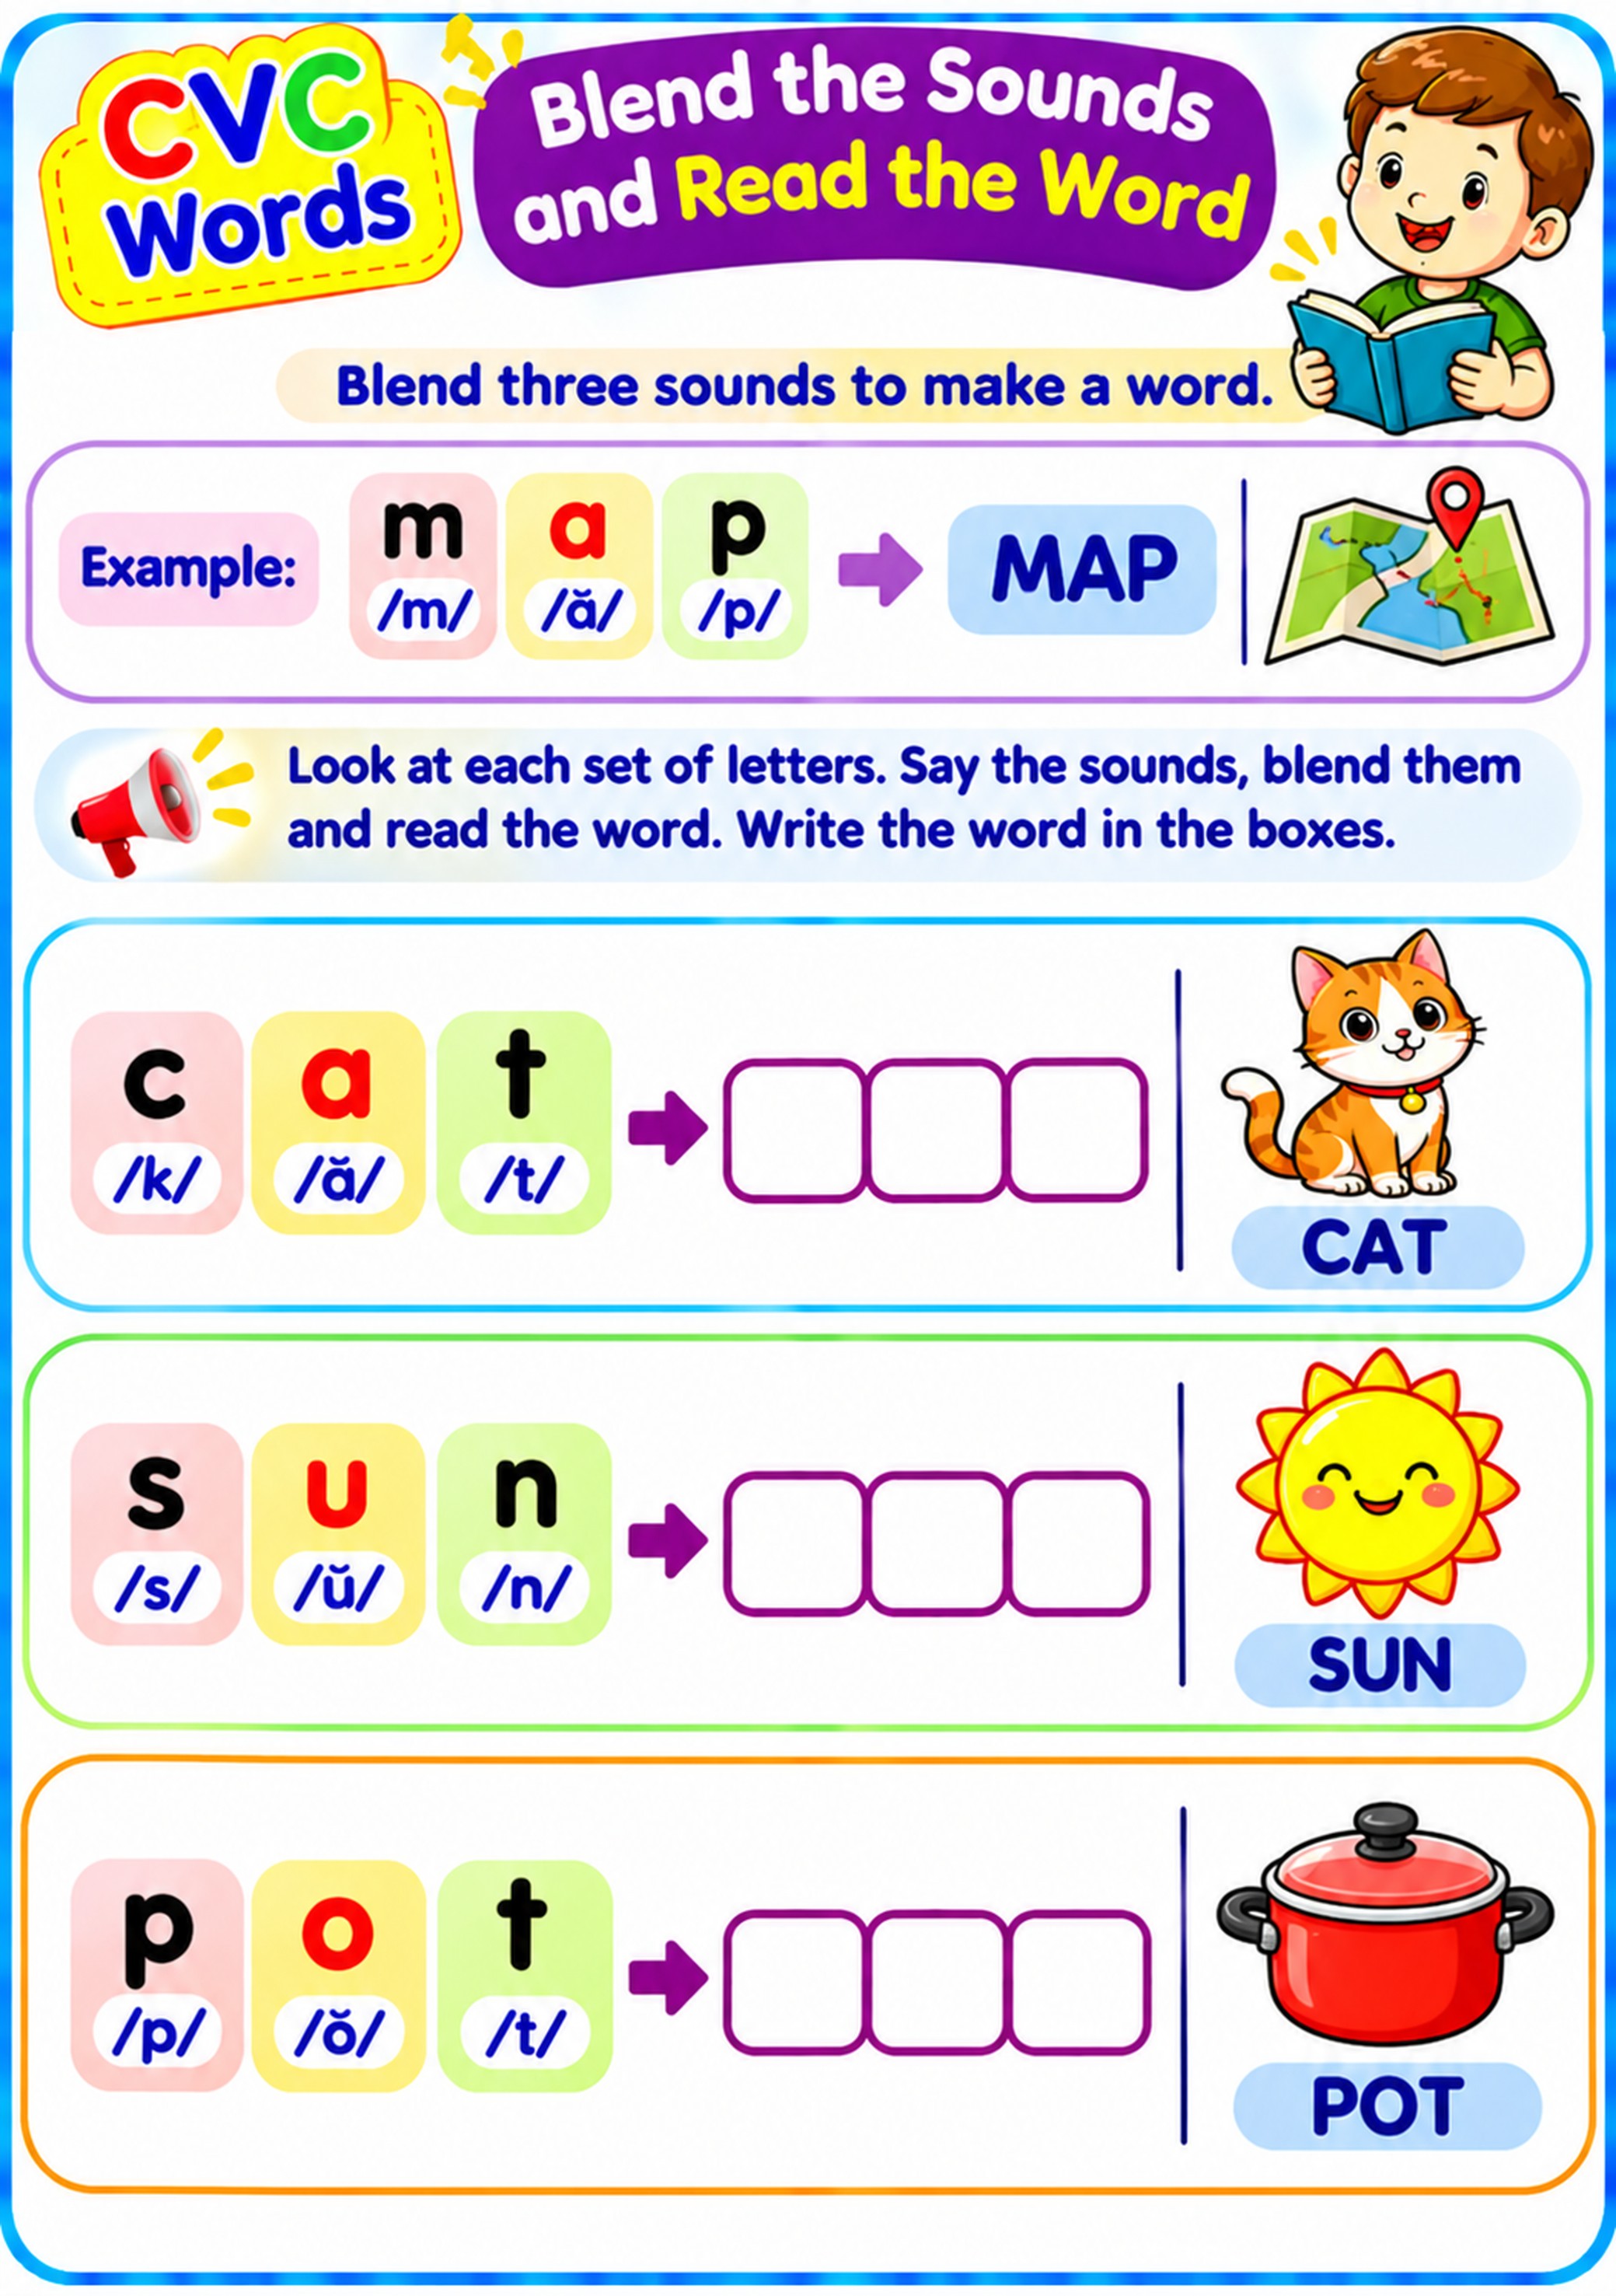 CVC
Words
Blend the Sounds
and Read the Word
Blend three sounds to make a word.
Example:
m a p
/m/ /ă/ /p/
MAP
Look at each set of letters. Say the sounds, blend them
and read the word. Write the word in the boxes.
c a t
/k/ /ă/ /t/
CAT
s u n
/s/ /ŭ/ /n/
SUN
p o t
/p/ /ŏ/ /t/
POT